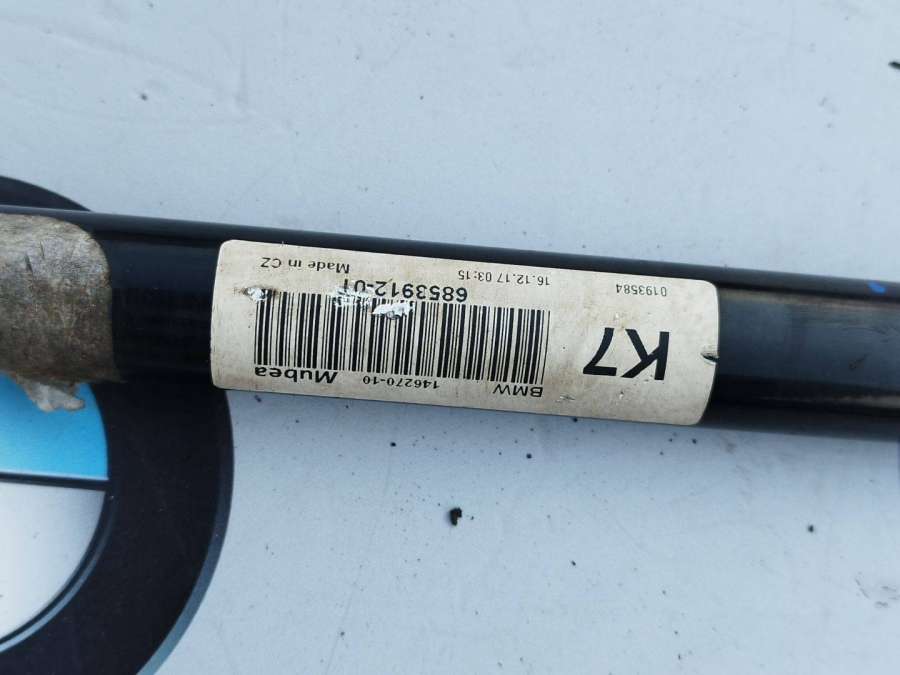 BMW 146270-10 Mubea
K7
6853912-01
0193584 16.12.17 03:15 Made in CZ